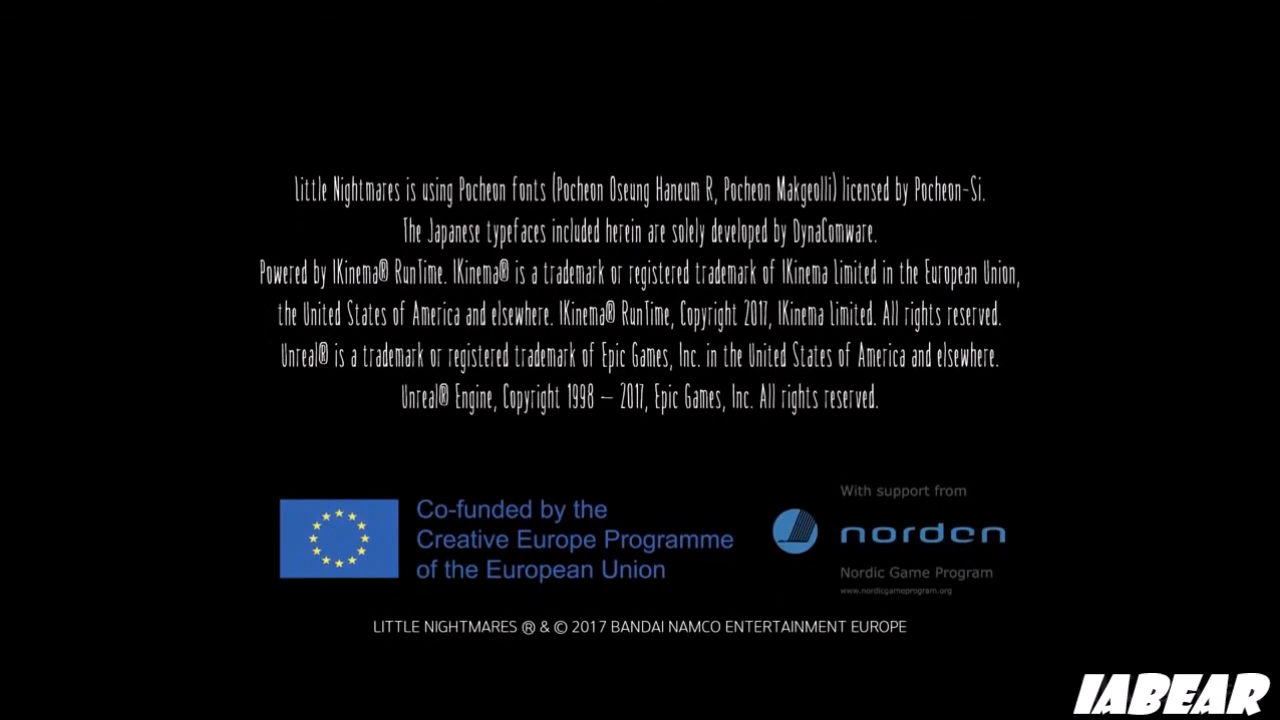 Little Nightmares is using Pocheon fonts (Pocheon Oseung Haneum R, Pocheon Makgeolli) licensed by Pocheon-Si.
The Japanese typefaces included herein are solely developed by DynaComware.
Powered by IKinema® RunTime. IKinema® is a trademark or registered trademark of IKinema Limited in the European Union,
the United States of America and elsewhere. IKinema® RunTime, Copyright 2017, IKinema Limited. All rights reserved.
Unreal® is a trademark or registered trademark of Epic Games, Inc. in the United States of America and elsewhere.
Unreal® Engine, Copyright 1998 – 2017, Epic Games, Inc. All rights reserved.
Co-funded by the
Creative Europe Programme
of the European Union
With support from
norden
Nordic Game Program
www.nordicgameprogram.org
LITTLE NIGHTMARES ® & © 2017 BANDAI NAMCO ENTERTAINMENT EUROPE
IABEAR